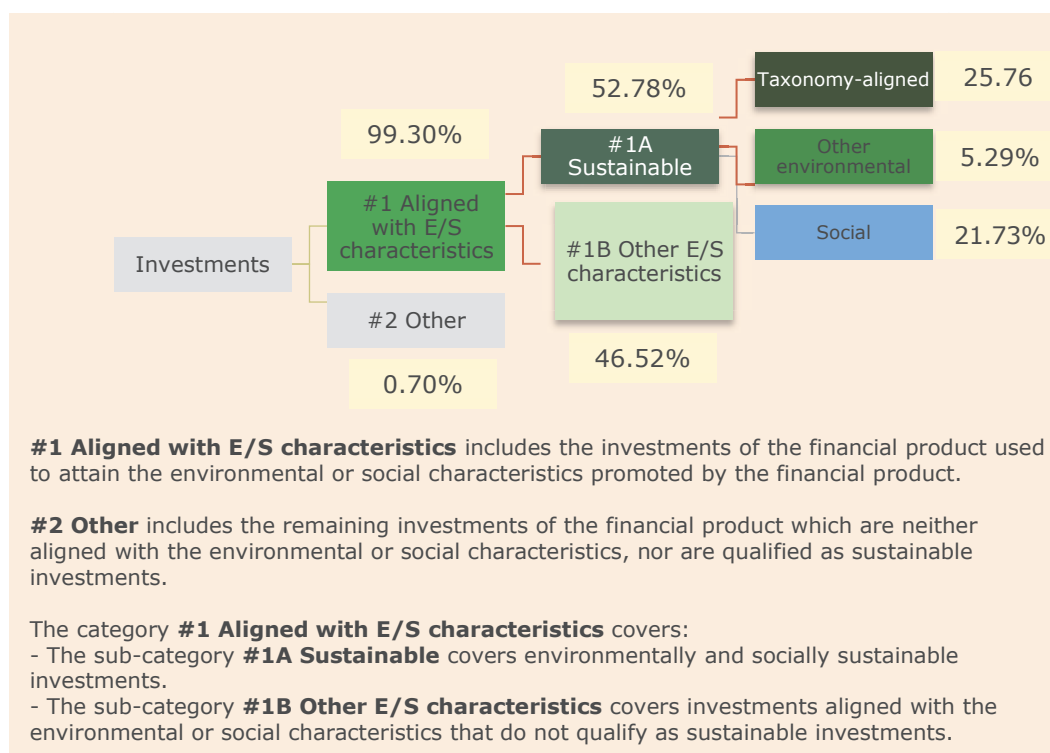 52.78%
Taxonomy-aligned
25.76
99.30%
#1A
Sustainable
Other
environmental
5.29%
#1 Aligned
with E/S
characteristics
Social
21.73%
Investments
#1B Other E/S
characteristics
#2 Other
46.52%
0.70%
#1 Aligned with E/S characteristics includes the investments of the financial product used
to attain the environmental or social characteristics promoted by the financial product.
#2 Other includes the remaining investments of the financial product which are neither
aligned with the environmental or social characteristics, nor are qualified as sustainable
investments.
The category #1 Aligned with E/S characteristics covers:
- The sub-category #1A Sustainable covers environmentally and socially sustainable
investments.
- The sub-category #1B Other E/S characteristics covers investments aligned with the
environmental or social characteristics that do not qualify as sustainable investments.